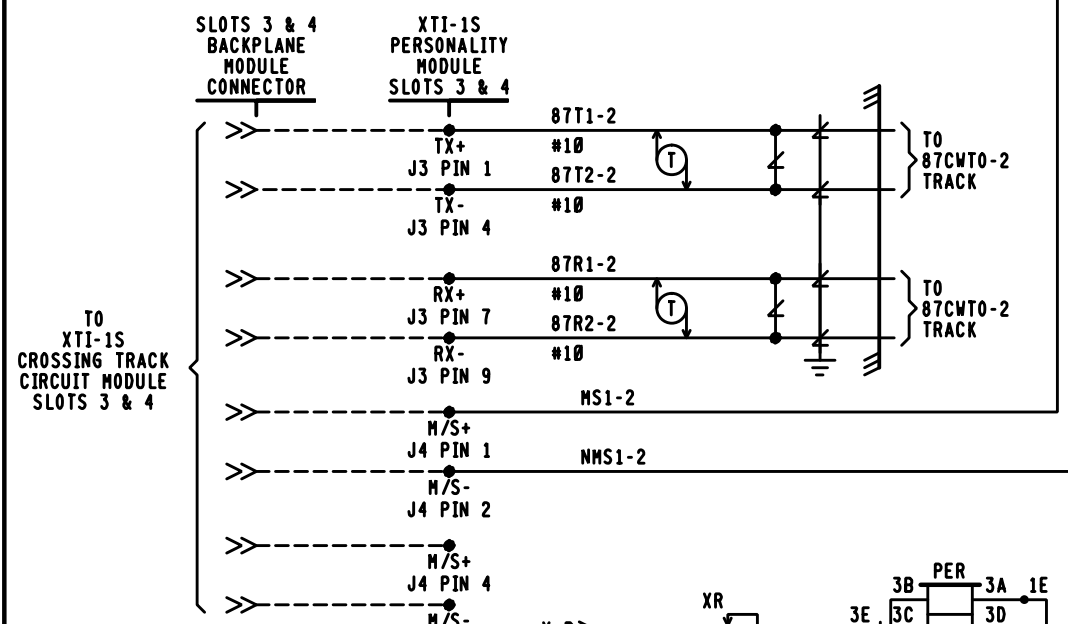 SLOTS 3 & 4
BACKPLANE
MODULE
CONNECTOR
XTI-1S
PERSONALITY
MODULE
SLOTS 3 & 4
87T1-2
#10
TX+
J3 PIN 1
T
87T2-2
#10
TX-
J3 PIN 4
TO
87CWTO-2
TRACK
87R1-2
#10
RX+
J3 PIN 7
T
87R2-2
#10
RX-
J3 PIN 9
TO
87CWTO-2
TRACK
TO
XTI-1S
CROSSING TRACK
CIRCUIT MODULE
SLOTS 3 & 4
MS1-2
M/S+
J4 PIN 1
NMS1-2
M/S-
J4 PIN 2
M/S+
J4 PIN 4
M/S-
XR
PER
3B
3A
1E
3E
3C
3D